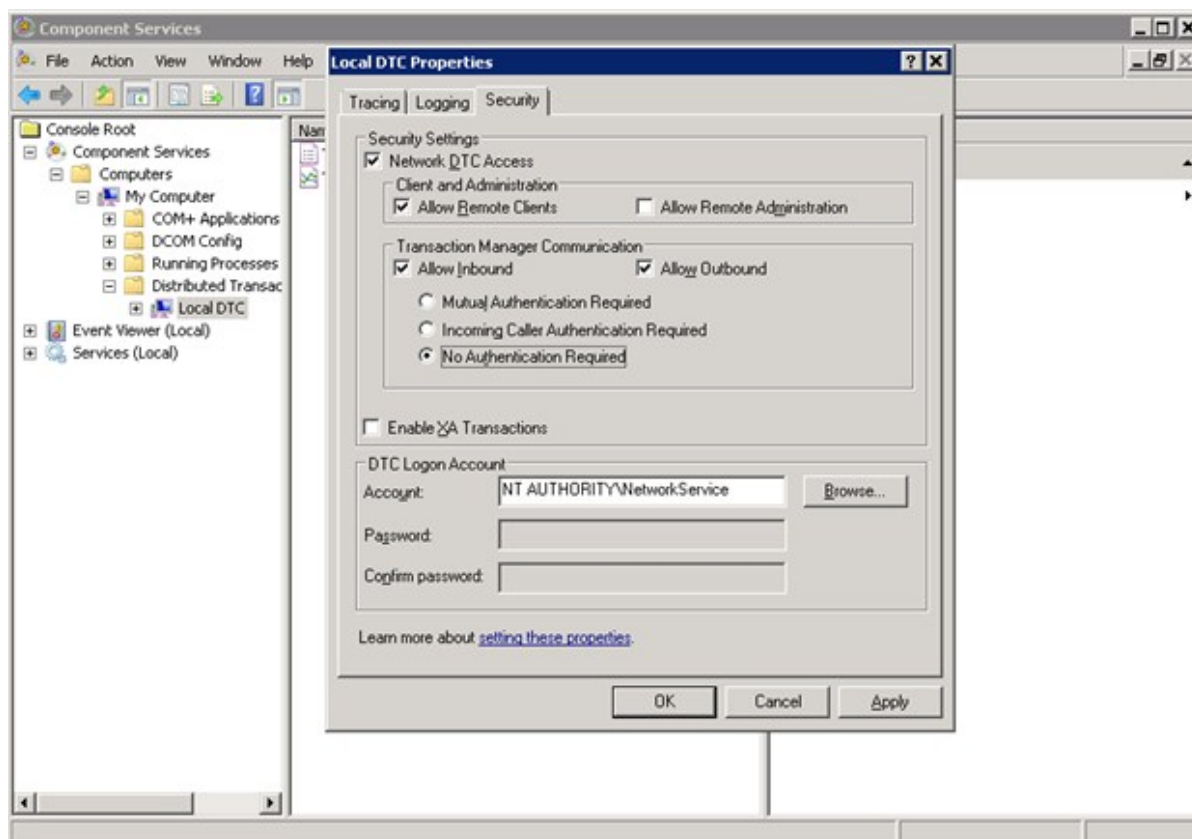 Component Services
File Action View Window Help
Local DTC Properties
Tracing Logging Security
Console Root
Component Services
Computers
My Computer
COM+ Applications
DCOM Config
Running Processes
Distributed Transac
Local DTC
Event Viewer (Local)
Services (Local)
Nam
Security Settings
Network DTC Access
Client and Administration
Allow Remote Clients Allow Remote Administration
Transaction Manager Communication
Allow Inbound Allow Outbound
Mutual Authentication Required
Incoming Caller Authentication Required
No Authentication Required
Enable XA Transactions
DTC Logon Account
Account: NT AUTHORITY\NetworkService Browse...
Password:
Confirm password:
Learn more about setting these properties.
OK Cancel Apply